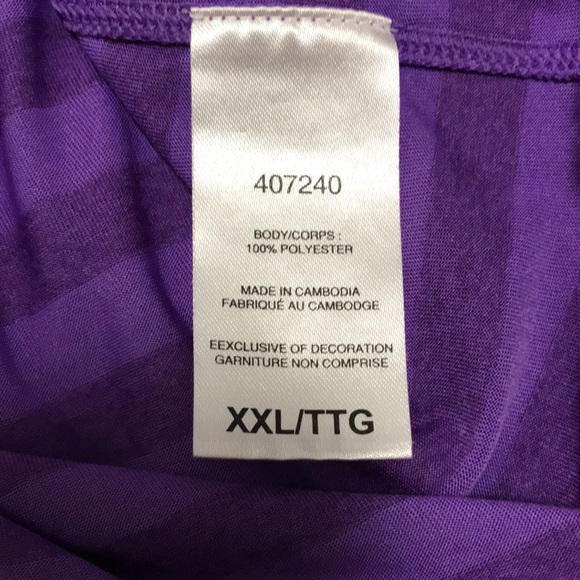 407240
BODY/CORPS :
100% POLYESTER
MADE IN CAMBODIA
FABRIQUÉ AU CAMBODGE
EEXCLUSIVE OF DECORATION
GARNITURE NON COMPRISE
XXL/TTG